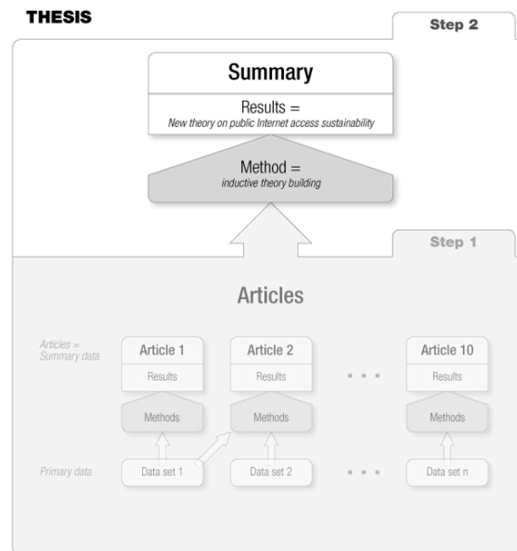 THESIS
Step 2
Summary
Results =
New theory on public Internet access sustainability
Method =
inductive theory building
Step 1
Articles
Articles =
Summary data
Article 1
Article 2
Article 10
Results
Results
Results
Methods
Methods
Methods
Primary data
Data set 1
Data set 2
Data set n